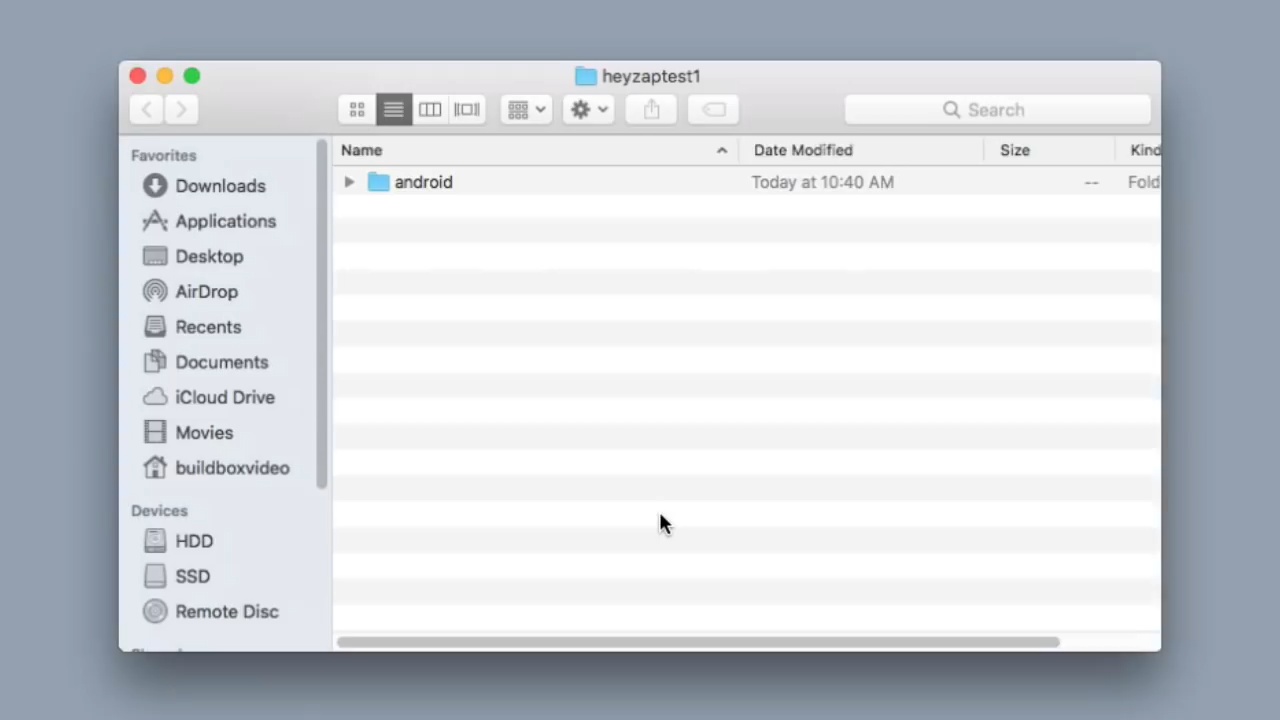 heyzaptest1
Search
Favorites
Downloads
Applications
Desktop
AirDrop
Recents
Documents
iCloud Drive
Movies
buildboxvideo
Devices
HDD
SSD
Remote Disc
Name Date Modified Size Kind
android Today at 10:40 AM -- Fold